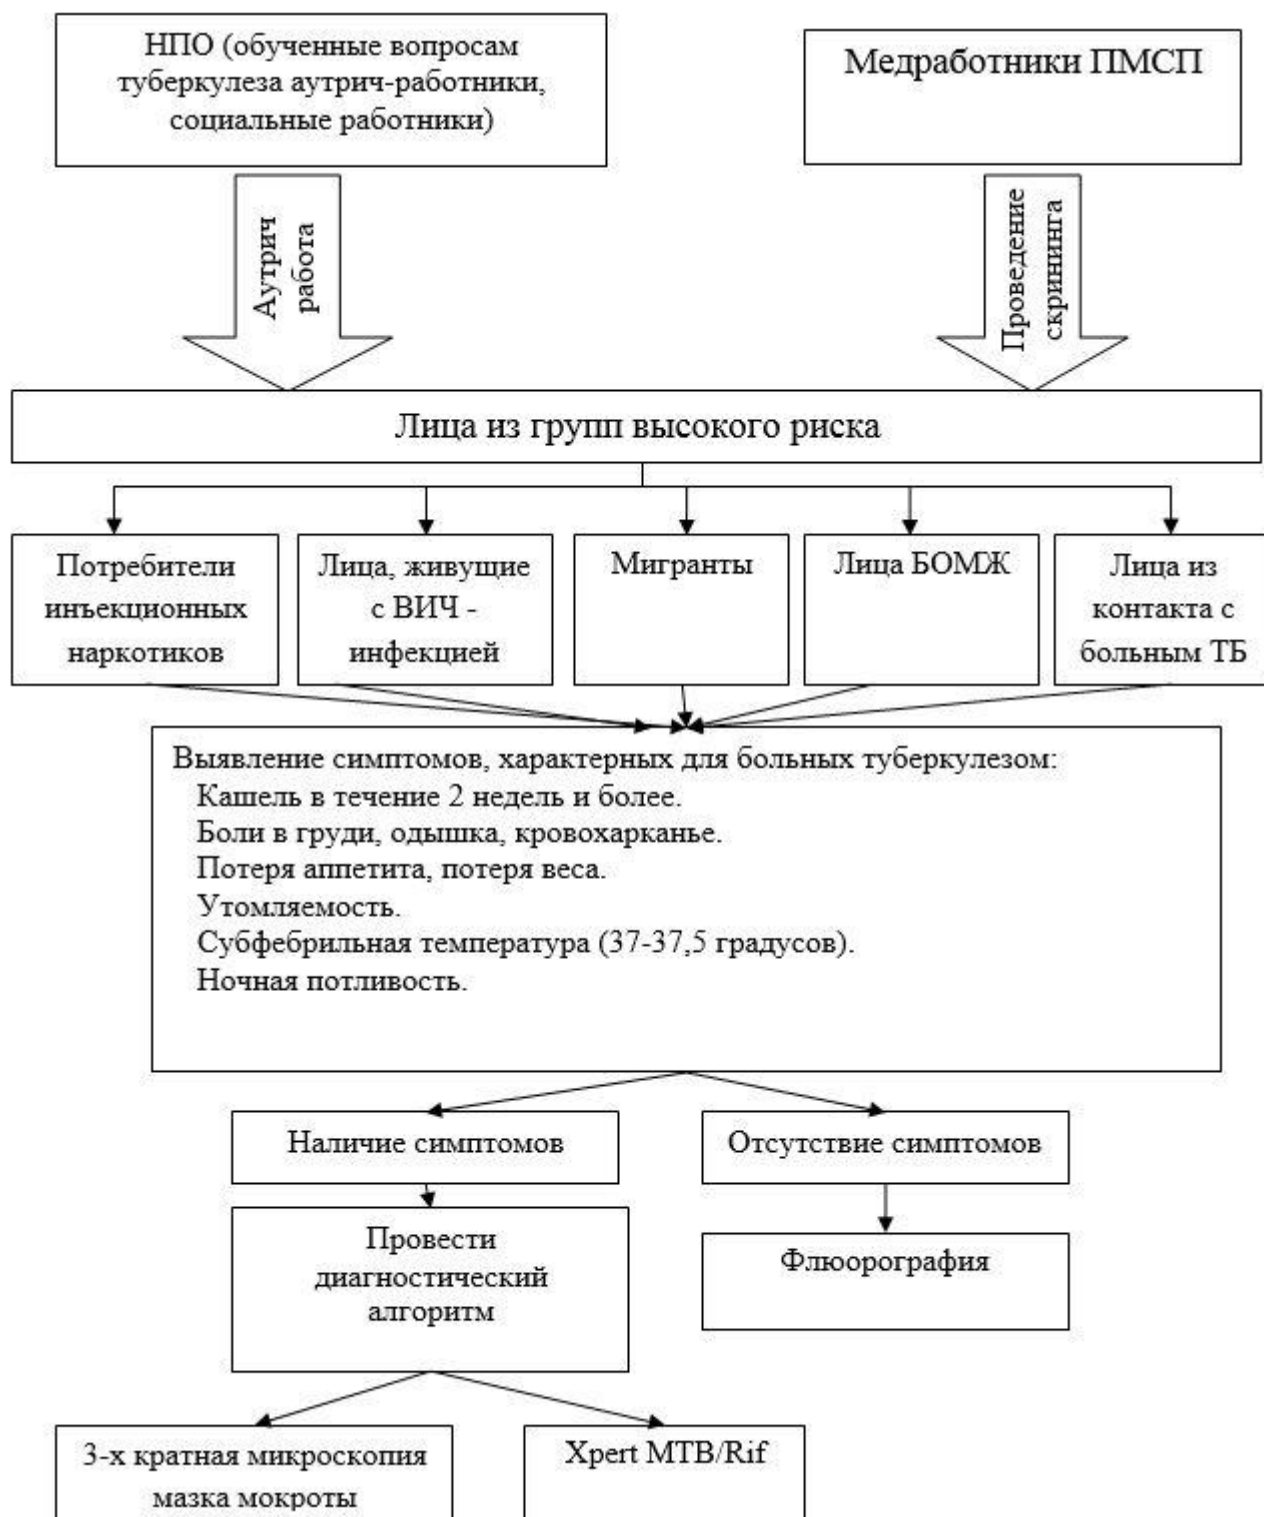 НПО (обученные вопросам
туберкулеза аутрич-работники,
социальные работники)
Медработники ПМСП
Аутрич
работа
Проведение
скрининга
Лица из групп высокого риска
Потребители
инъекционных
наркотиков
Лица, живущие
с ВИЧ -
инфекцией
Мигранты
Лица БОМЖ
Лица из
контакта с
больным ТБ
Выявление симптомов, характерных для больных туберкулезом:
Кашель в течение 2 недель и более.
Боли в груди, одышка, кровохарканье.
Потеря аппетита, потеря веса.
Утомляемость.
Субфебрильная температура (37-37,5 градусов).
Ночная потливость.
Наличие симптомов
Отсутствие симптомов
Провести
диагностический
алгоритм
Флюорография
3-х кратная микроскопия
мазка мокроты
Xpert MTB/Rif